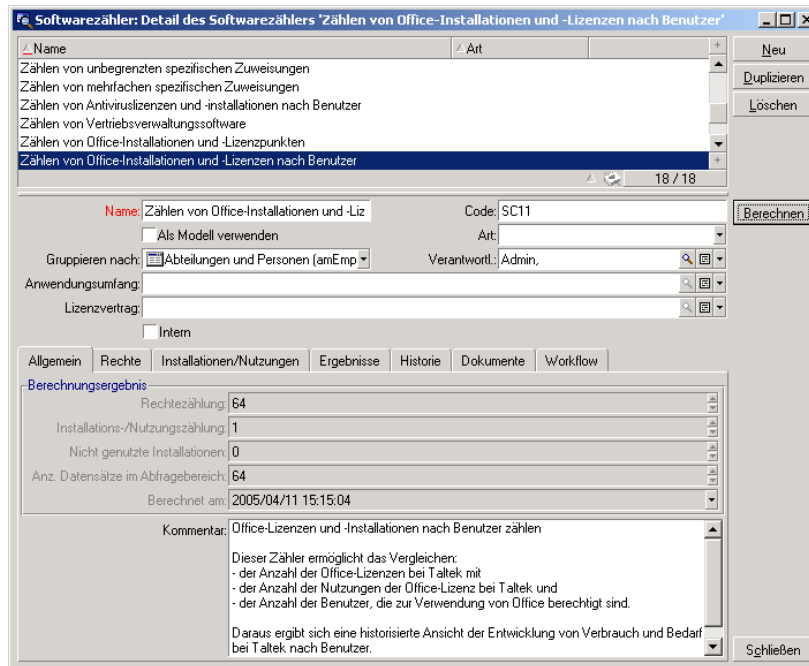 Softwarezähler: Detail des Softwarezählers 'Zählen von Office-Installationen und -Lizenzen nach Benutzer'
Name Art
Zählen von unbegrenzten spezifischen Zuweisungen
Zählen von mehrfachen spezifischen Zuweisungen
Zählen von Antiviruslizenzen und -installationen nach Benutzer
Zählen von Vertriebsverwaltungssoftware
Zählen von Office-Installationen und -Lizenzpunkten
Zählen von Office-Installationen und -Lizenzen nach Benutzer
18 / 18
Neu
Duplizieren
Löschen
Berechnen
Name: Zählen von Office-Installationen und -Liz Code: SC11
Als Modell verwenden Art:
Gruppieren nach: Abteilungen und Personen (amEmp Verantwortl.: Admin,
Anwendungsumfang:
Lizenzvertrag:
Intern
Allgemein Rechte Installationen/Nutzungen Ergebnisse Historie Dokumente Workflow
Berechnungsergebnis
Rechtezählung: 64
Installations-/Nutzungszählung: 1
Nicht genutzte Installationen: 0
Anz. Datensätze im Abfragebereich: 64
Berechnet am: 2005/04/11 15:15:04
Kommentar: Office-Lizenzen und -Installationen nach Benutzer zählen
Dieser Zähler ermöglicht das Vergleichen:
- der Anzahl der Office-Lizenzen bei Taltek mit
- der Anzahl der Nutzungen der Office-Lizenz bei Taltek und
- der Anzahl der Benutzer, die zur Verwendung von Office berechtigt sind.
Daraus ergibt sich eine historisierte Ansicht der Entwicklung von Verbrauch und Bedarf
bei Taltek nach Benutzer.
Schließen